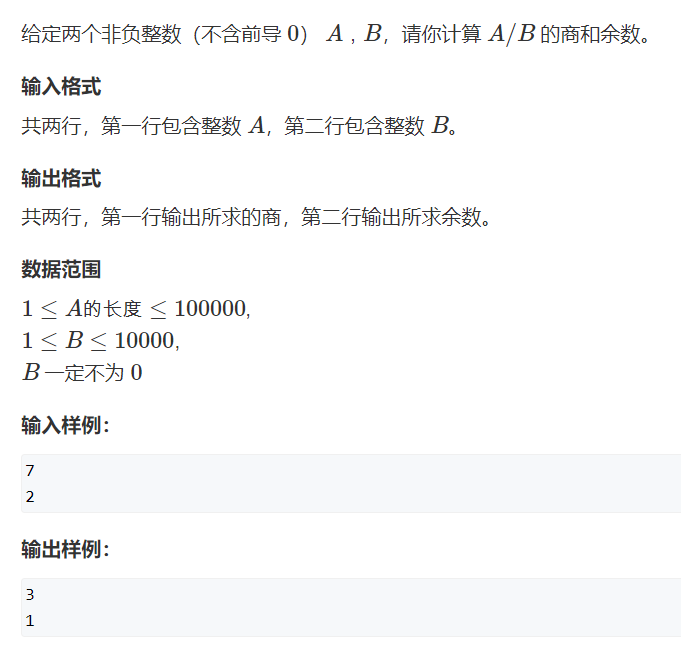 给定两个非负整数（不含前导 0） A ，B，请你计算 A/B 的商和余数。
输入格式
共两行，第一行包含整数 A，第二行包含整数 B。
输出格式
共两行，第一行输出所求的商，第二行输出所求余数。
数据范围
1 ≤ A的长度 ≤ 100000,
1 ≤ B ≤ 10000,
B 一定不为 0
输入样例：
7
2
输出样例：
3
1